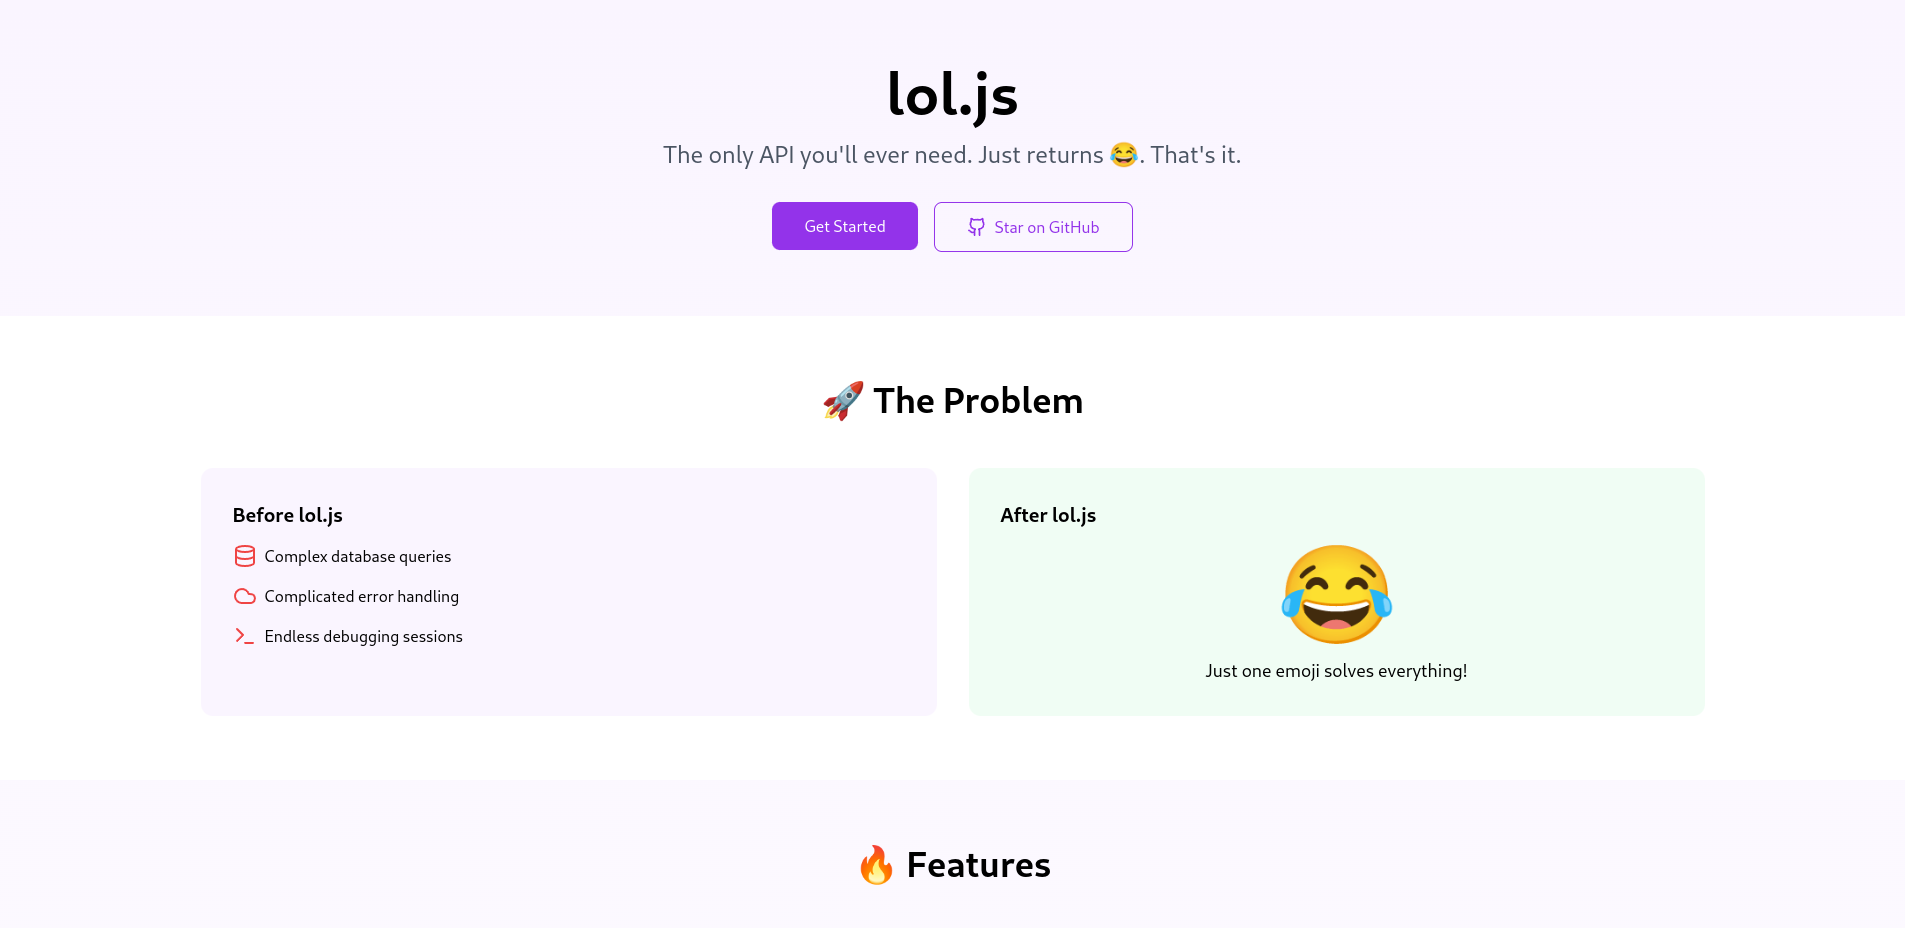 lol.js
The only API you'll ever need. Just returns 😂. That's it.
Get Started
Star on GitHub
🚀 The Problem
Before lol.js
Complex database queries
Complicated error handling
Endless debugging sessions
After lol.js
😂
Just one emoji solves everything!
🔥 Features